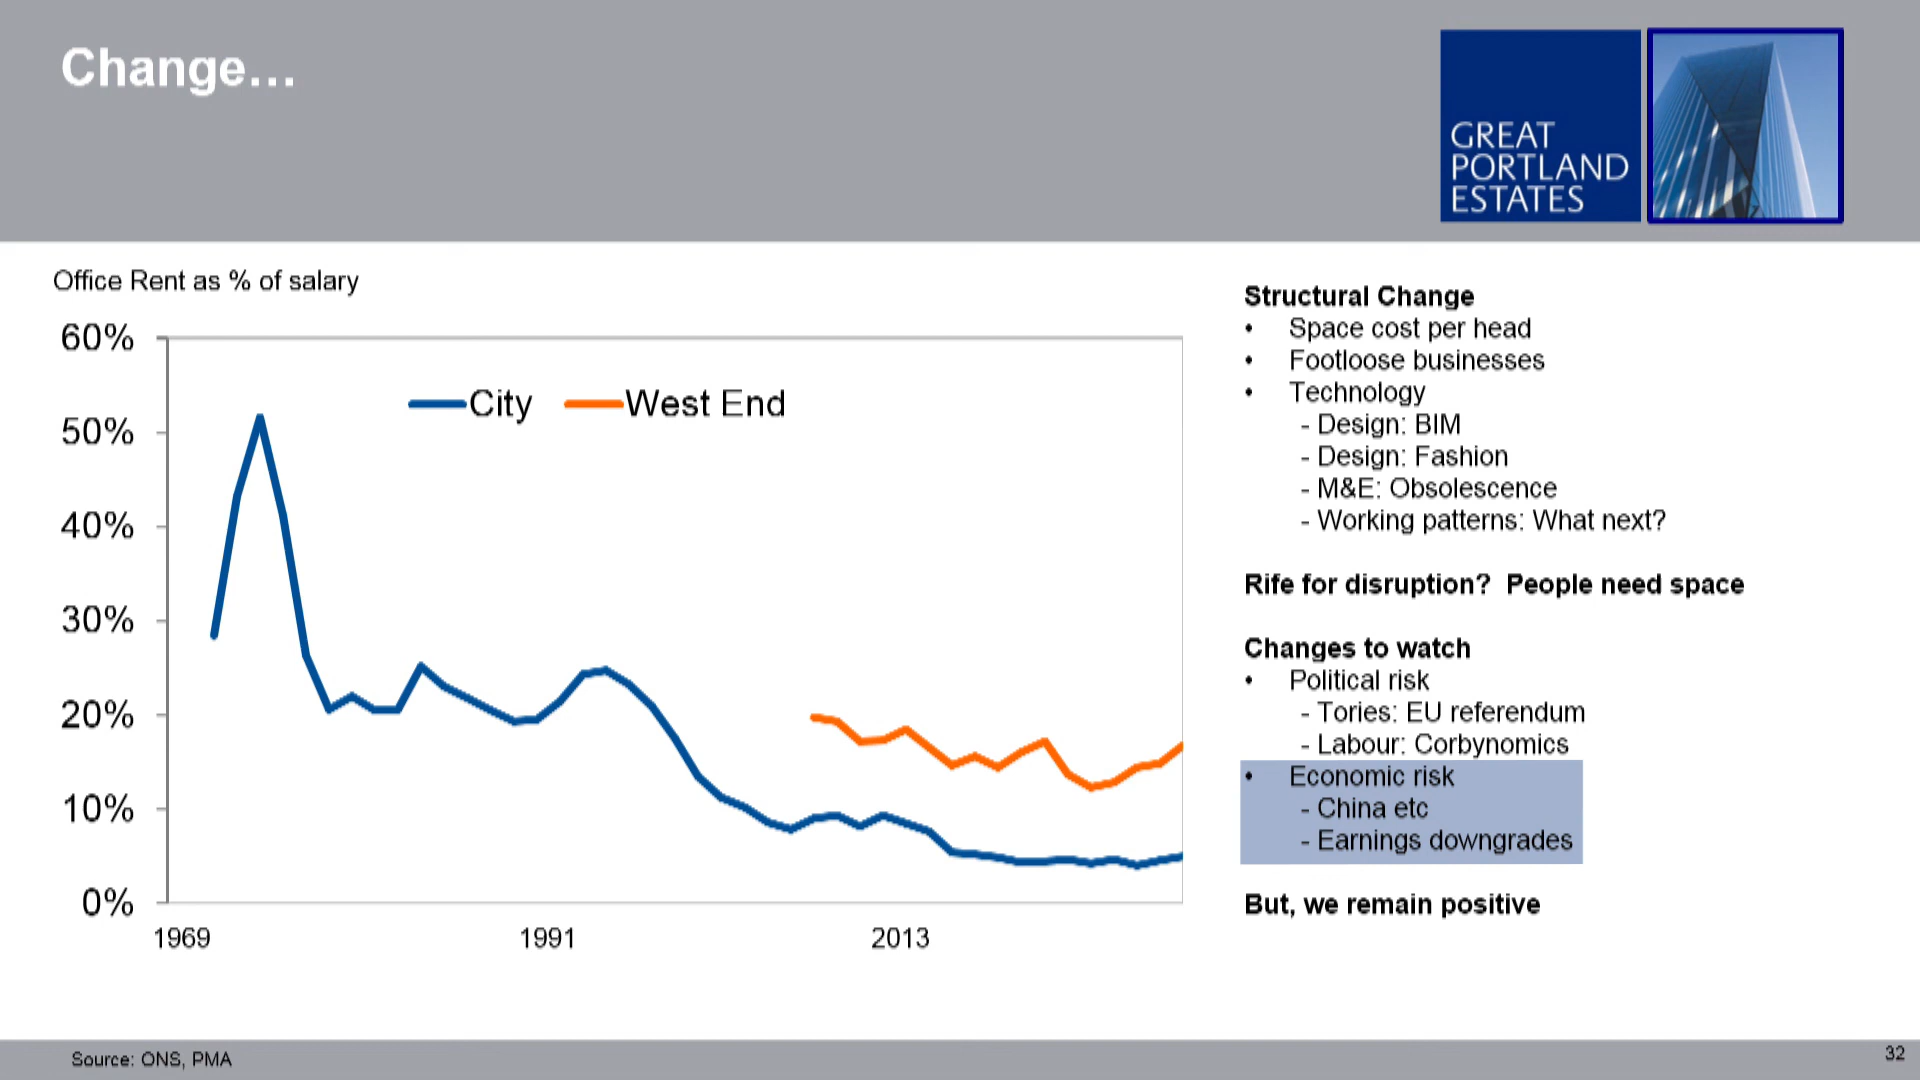 Change…
GREAT
PORTLAND
ESTATES
Office Rent as % of salary
60%
50%
40%
30%
20%
10%
0%
City
West End
1969
1991
2013
Structural Change
• Space cost per head
• Footloose businesses
• Technology
- Design: BIM
- Design: Fashion
- M&E: Obsolescence
- Working patterns: What next?
Rife for disruption? People need space
Changes to watch
• Political risk
- Tories: EU referendum
- Labour: Corbynomics
• Economic risk
- China etc
- Earnings downgrades
But, we remain positive
Source: ONS, PMA
32